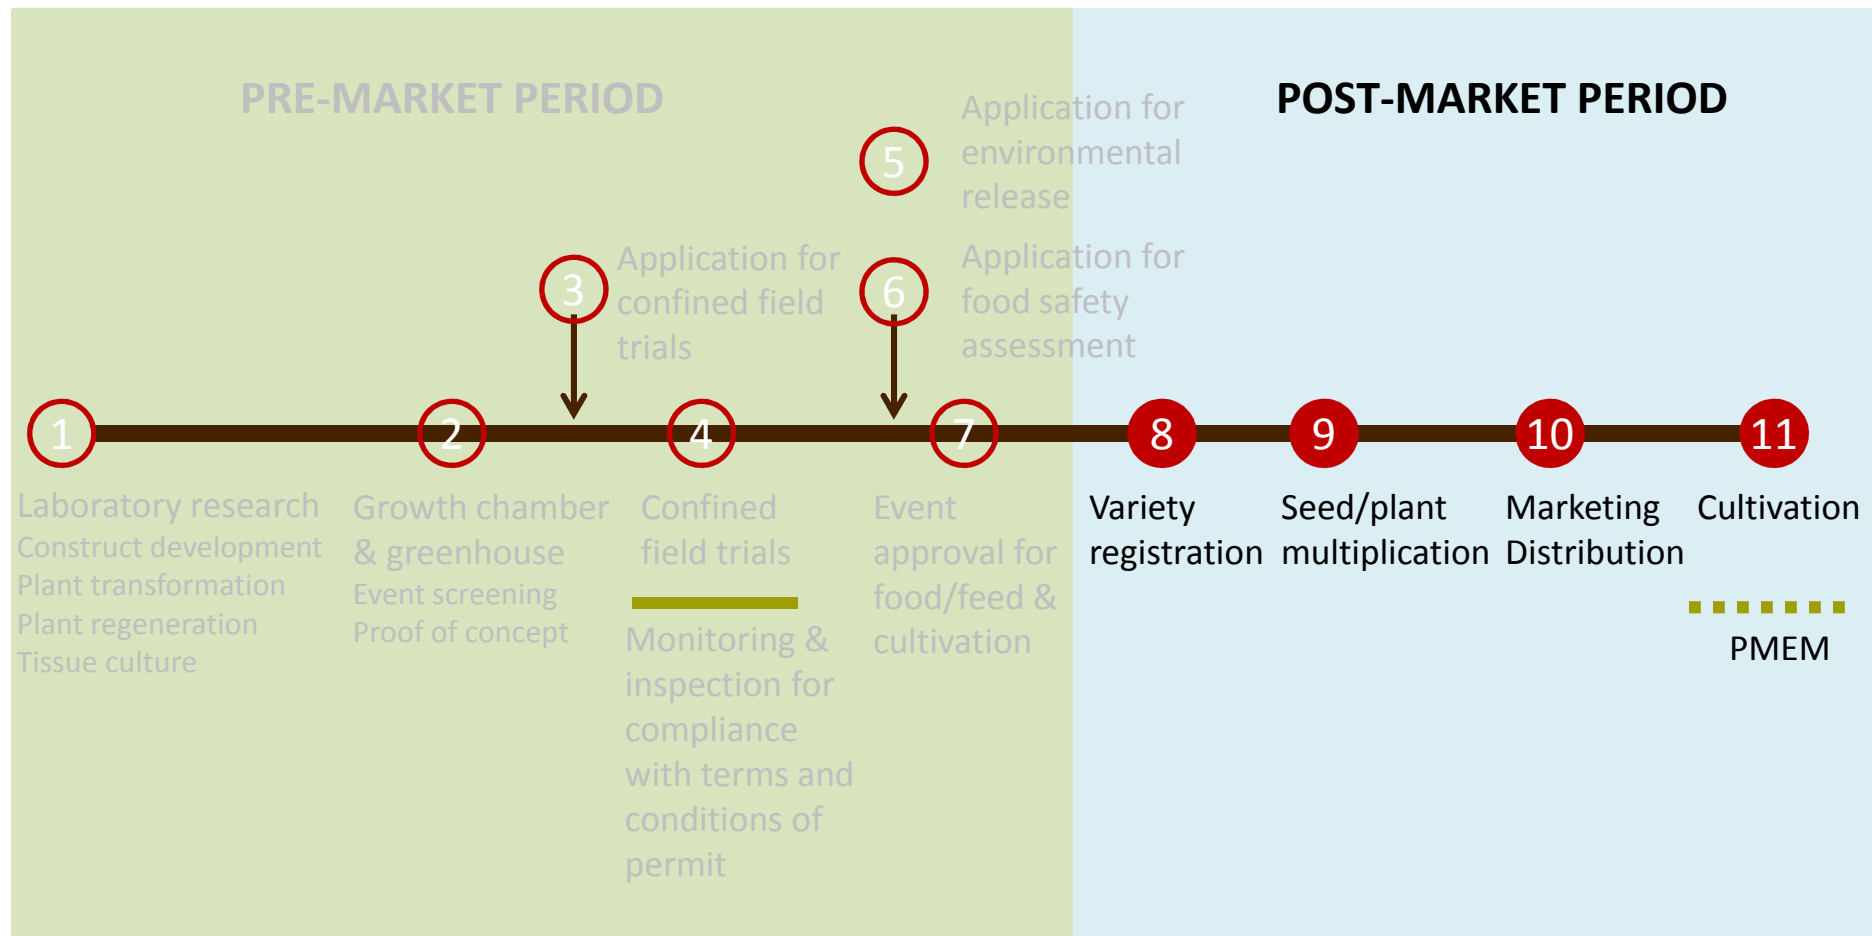 PRE-MARKET PERIOD
POST-MARKET PERIOD
5
Application for
environmental
release
3
Application for
confined field
trials
6
Application for
food safety
assessment
1
2
4
7
8
9
10
11
Laboratory research
Construct development
Plant transformation
Plant regeneration
Tissue culture
Growth chamber
& greenhouse
Event screening
Proof of concept
Confined
field trials
Monitoring &
inspection for
compliance
with terms and
conditions of
permit
Event
approval for
food/feed &
cultivation
Variety
registration
Seed/plant
multiplication
Marketing
Distribution
Cultivation
PMEM